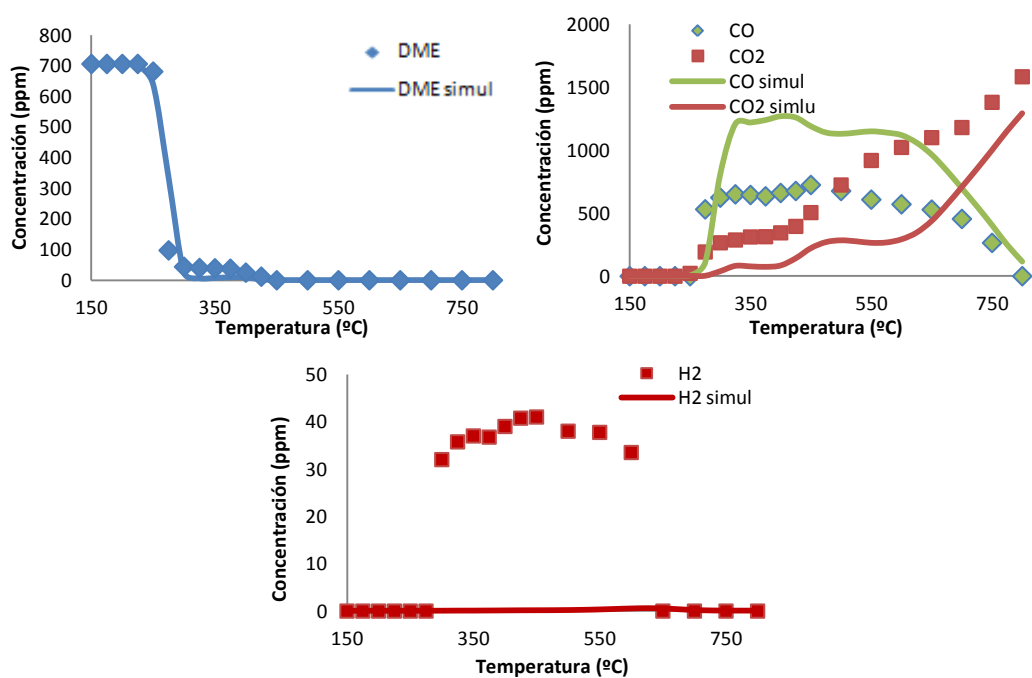 800
700
600
500
400
300
200
100
0
150
350
550
750
Concentración (ppm)
Temperatura (ºC)
DME
DME simul
2000
1500
1000
500
0
150
350
550
750
Concentración (ppm)
Temperatura (ºC)
CO
CO2
CO simul
CO2 simlu
50
40
30
20
10
0
150
350
550
750
Concentración (ppm)
Temperatura (ºC)
H2
H2 simul